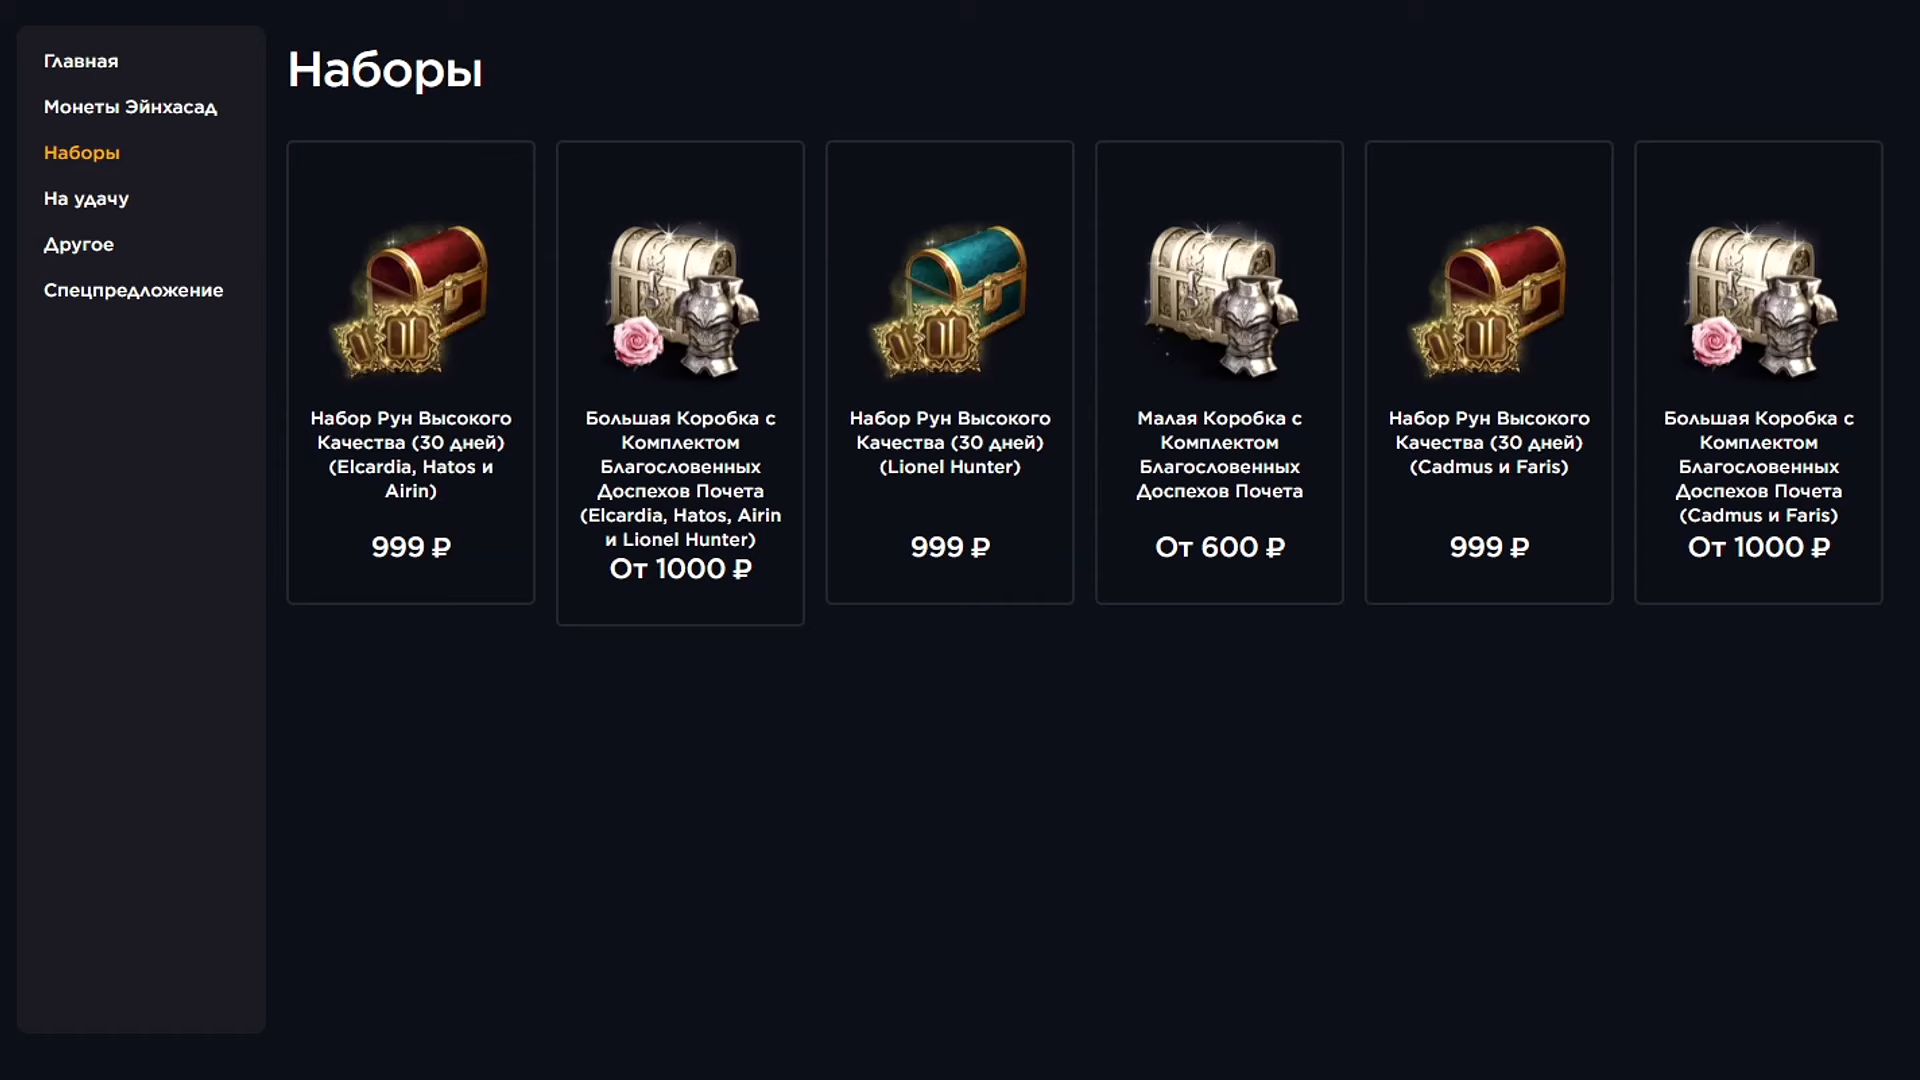 Главная
Монеты Эйнхасад
Наборы
На удачу
Другое
Спецпредложение
Наборы
Набор Рун Высокого
Качества (30 дней)
(Elcardia, Hatos и
Airin)
999 ₽
Большая Коробка с
Комплектом
Благословенных
Доспехов Почета
(Elcardia, Hatos, Airin
и Lionel Hunter)
От 1000 ₽
Набор Рун Высокого
Качества (30 дней)
(Lionel Hunter)
999 ₽
Малая Коробка с
Комплектом
Благословенных
Доспехов Почета
От 600 ₽
Набор Рун Высокого
Качества (30 дней)
(Cadmus и Faris)
999 ₽
Большая Коробка с
Комплектом
Благословенных
Доспехов Почета
(Cadmus и Faris)
От 1000 ₽